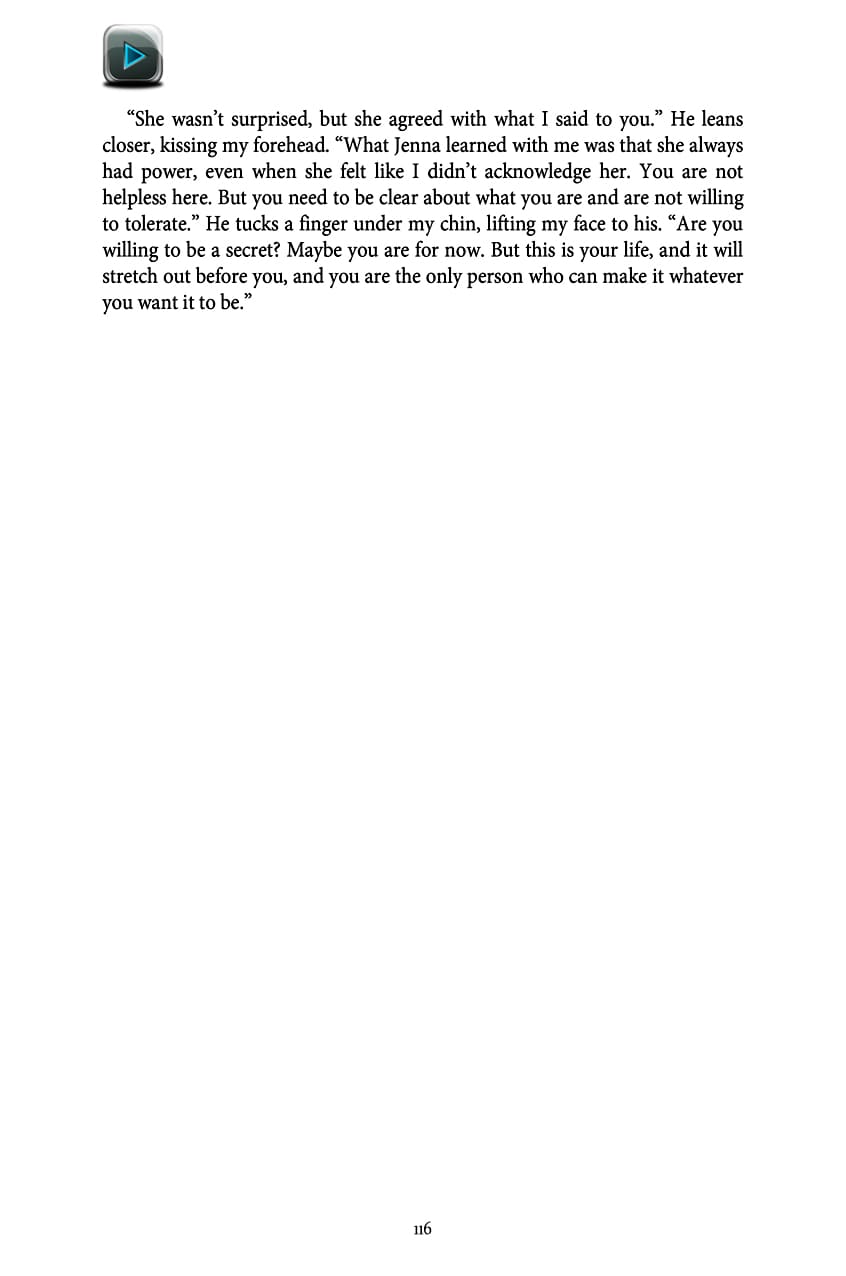 “She wasn’t surprised, but she agreed with what I said to you.” He leans
closer, kissing my forehead. “What Jenna learned with me was that she always
had power, even when she felt like I didn’t acknowledge her. You are not
helpless here. But you need to be clear about what you are and are not willing
to tolerate.” He tucks a finger under my chin, lifting my face to his. “Are you
willing to be a secret? Maybe you are for now. But this is your life, and it will
stretch out before you, and you are the only person who can make it whatever
you want it to be.”
116